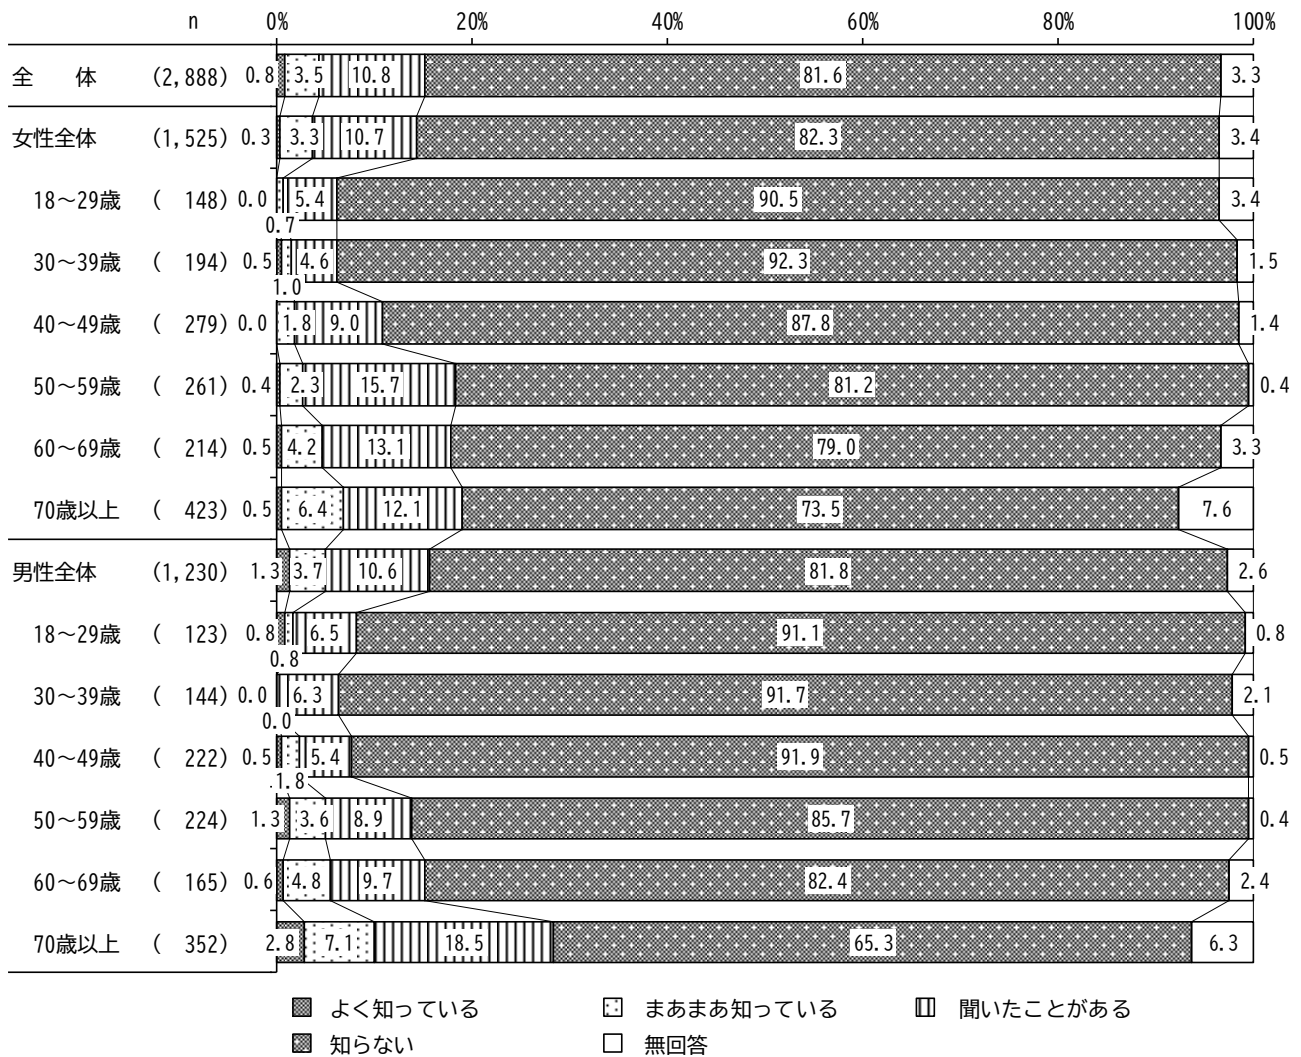 n 0% 20% 40% 60% 80% 100%
全　体 (2,888) 0.8 3.5 10.8 81.6 3.3
女性全体 (1,525) 0.3 3.3 10.7 82.3 3.4
18～29歳 ( 148) 0.0 5.4 90.5 3.4
0.7
30～39歳 ( 194) 0.5 4.6 92.3 1.5
1.0
40～49歳 ( 279) 0.0 1.8 9.0 87.8 1.4
50～59歳 ( 261) 0.4 2.3 15.7 81.2 0.4
60～69歳 ( 214) 0.5 4.2 13.1 79.0 3.3
70歳以上 ( 423) 0.5 6.4 12.1 73.5 7.6
男性全体 (1,230) 1.3 3.7 10.6 81.8 2.6
18～29歳 ( 123) 0.8 6.5 91.1 0.8
0.8
30～39歳 ( 144) 0.0 6.3 91.7 2.1
0.0
40～49歳 ( 222) 0.5 5.4 91.9 0.5
1.8
50～59歳 ( 224) 1.3 3.6 8.9 85.7 0.4
60～69歳 ( 165) 0.6 4.8 9.7 82.4 2.4
70歳以上 ( 352) 2.8 7.1 18.5 65.3 6.3
よく知っている まあまあ知っている 聞いたことがある
知らない 無回答